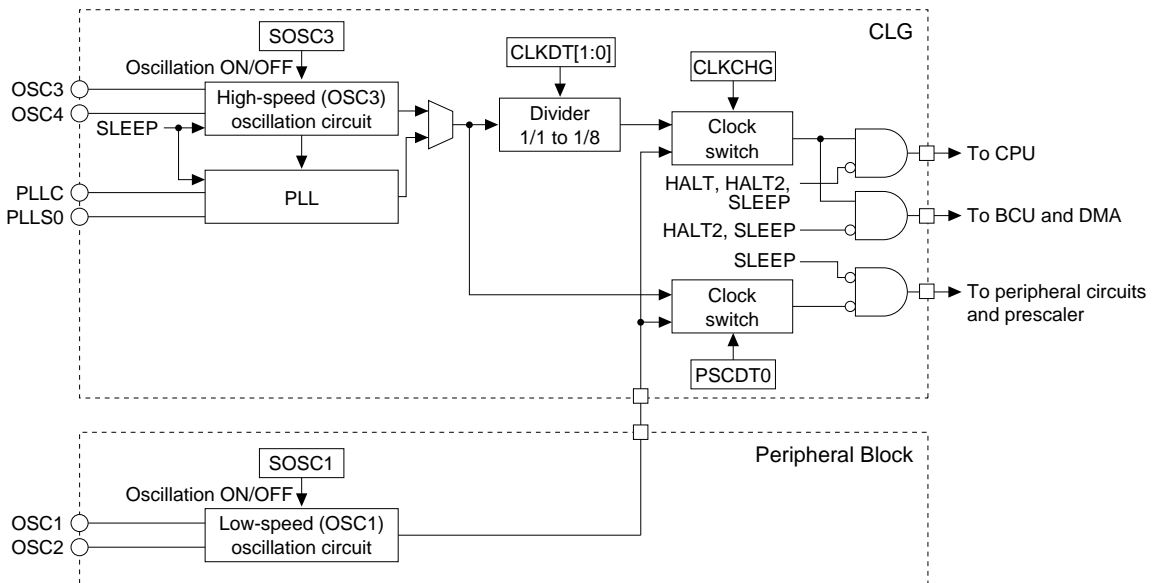 CLG
SOSC3
Oscillation ON/OFF
CLKDT[1:0]
CLKCHG
OSC3
OSC4
High-speed (OSC3)
oscillation circuit
SLEEP
Divider
1/1 to 1/8
Clock
switch
To CPU
PLLC
PLLS0
PLL
HALT, HALT2,
SLEEP
To BCU and DMA
HALT2, SLEEP
SLEEP
Clock
switch
To peripheral circuits
and prescaler
PSCDT0
Peripheral Block
SOSC1
Oscillation ON/OFF
OSC1
OSC2
Low-speed (OSC1)
oscillation circuit